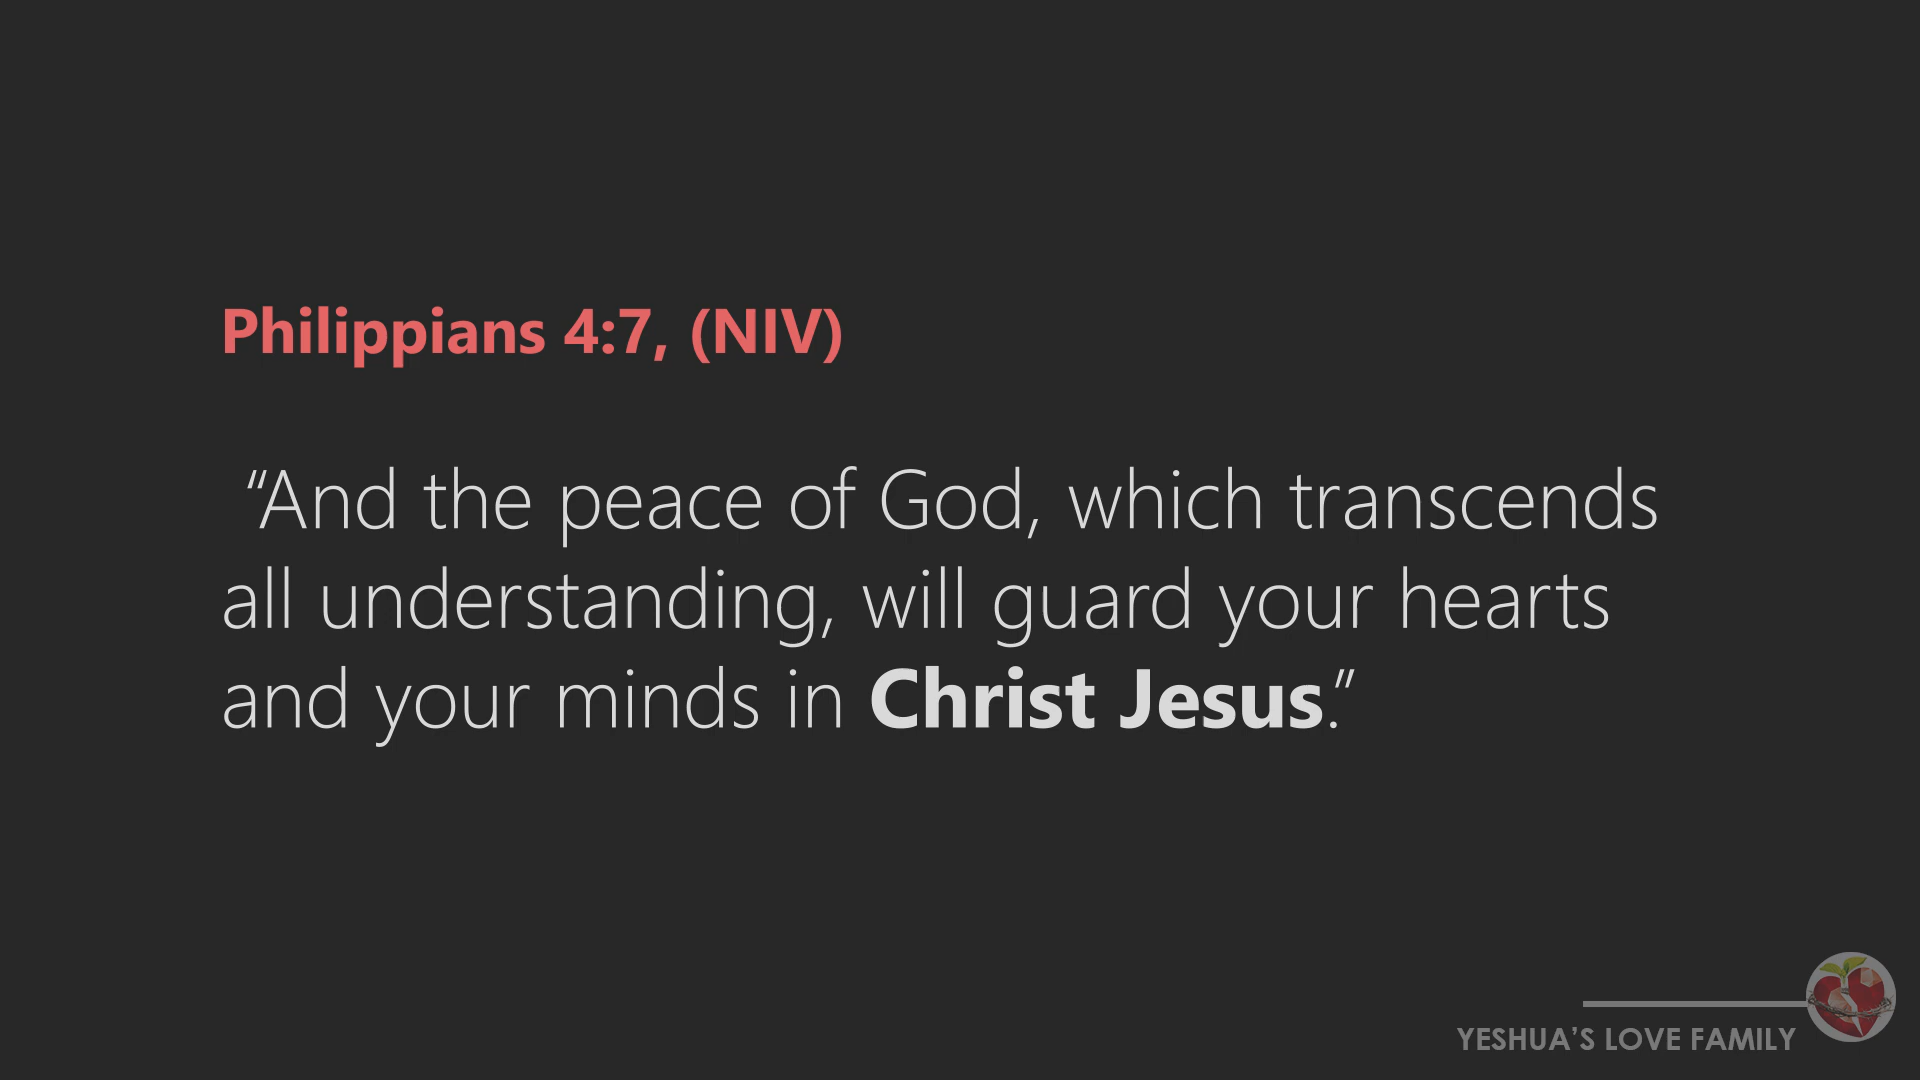 Philippians 4:7, (NIV)
“And the peace of God, which transcends
all understanding, will guard your hearts
and your minds in Christ Jesus.”
YESHUA’S LOVE FAMILY